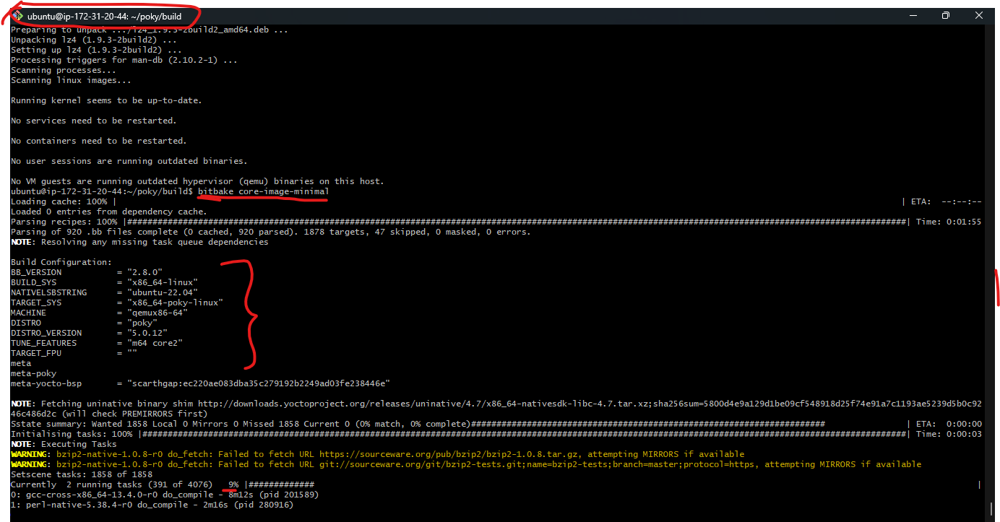 ubuntu@ip-172-31-20-44: ~/poky/build
Preparing to unpack .../lz4_1.9.3-2build2_amd64.deb ...
Unpacking lz4 (1.9.3-2build2) ...
Setting up lz4 (1.9.3-2build2) ...
Processing triggers for man-db (2.10.2-1) ...
Scanning processes...
Scanning linux images...
Running kernel seems to be up-to-date.
No services need to be restarted.
No containers need to be restarted.
No user sessions are running outdated binaries.
No VM guests are running outdated hypervisor (qemu) binaries on this host.
ubuntu@ip-172-31-20-44:~/poky/build$ bitbake core-image-minimal
Loading cache: 100% | | ETA:  --:--:--
Loaded 0 entries from dependency cache.
Parsing recipes: 100% |##########################################################################################################################################################| Time: 0:01:55
Parsing of 920 .bb files complete (0 cached, 920 parsed). 1878 targets, 47 skipped, 0 masked, 0 errors.
NOTE: Resolving any missing task queue dependencies
Build Configuration:
BB_VERSION           = "2.8.0"
BUILD_SYS            = "x86_64-linux"
NATIVELSBSTRING      = "ubuntu-22.04"
TARGET_SYS           = "x86_64-poky-linux"
MACHINE              = "qemux86-64"
DISTRO               = "poky"
DISTRO_VERSION       = "5.0.12"
TUNE_FEATURES        = "m64 core2"
TARGET_FPU           = ""
meta
meta-poky
meta-yocto-bsp       = "scarthgap:ec220ae083dba35c279192b2249ad03fe238446e"
NOTE: Fetching uninative binary shim http://downloads.yoctoproject.org/releases/uninative/4.7/x86_64-nativesdk-libc-4.7.tar.xz;sha256sum=5800d4e9a129d1be09cf548918d25f74e91a7c1193ae5239d5b0c92
46c486d2c (will check PREMIRRORS first)
Sstate summary: Wanted 1858 Local 0 Mirrors 0 Missed 1858 Current 0 (0% match, 0% complete)###################################################################### | ETA:  0:00:00
Initialising tasks: 100% |#######################################################################################################################################################| Time: 0:00:03
NOTE: Executing Tasks
WARNING: bzip2-native-1.0.8-r0 do_fetch: Failed to fetch URL https://sourceware.org/pub/bzip2/bzip2-1.0.8.tar.gz, attempting MIRRORS if available
WARNING: bzip2-native-1.0.8-r0 do_fetch: Failed to fetch URL git://sourceware.org/git/bzip2-tests.git;name=bzip2-tests;branch=master;protocol=https, attempting MIRRORS if available
Setscene tasks: 1858 of 1858
Currently  2 running tasks (391 of 4076)   9% |############# |
0: gcc-cross-x86_64-13.4.0-r0 do_compile - 8m12s (pid 201589)
1: perl-native-5.38.4-r0 do_compile - 2m16s (pid 280916)